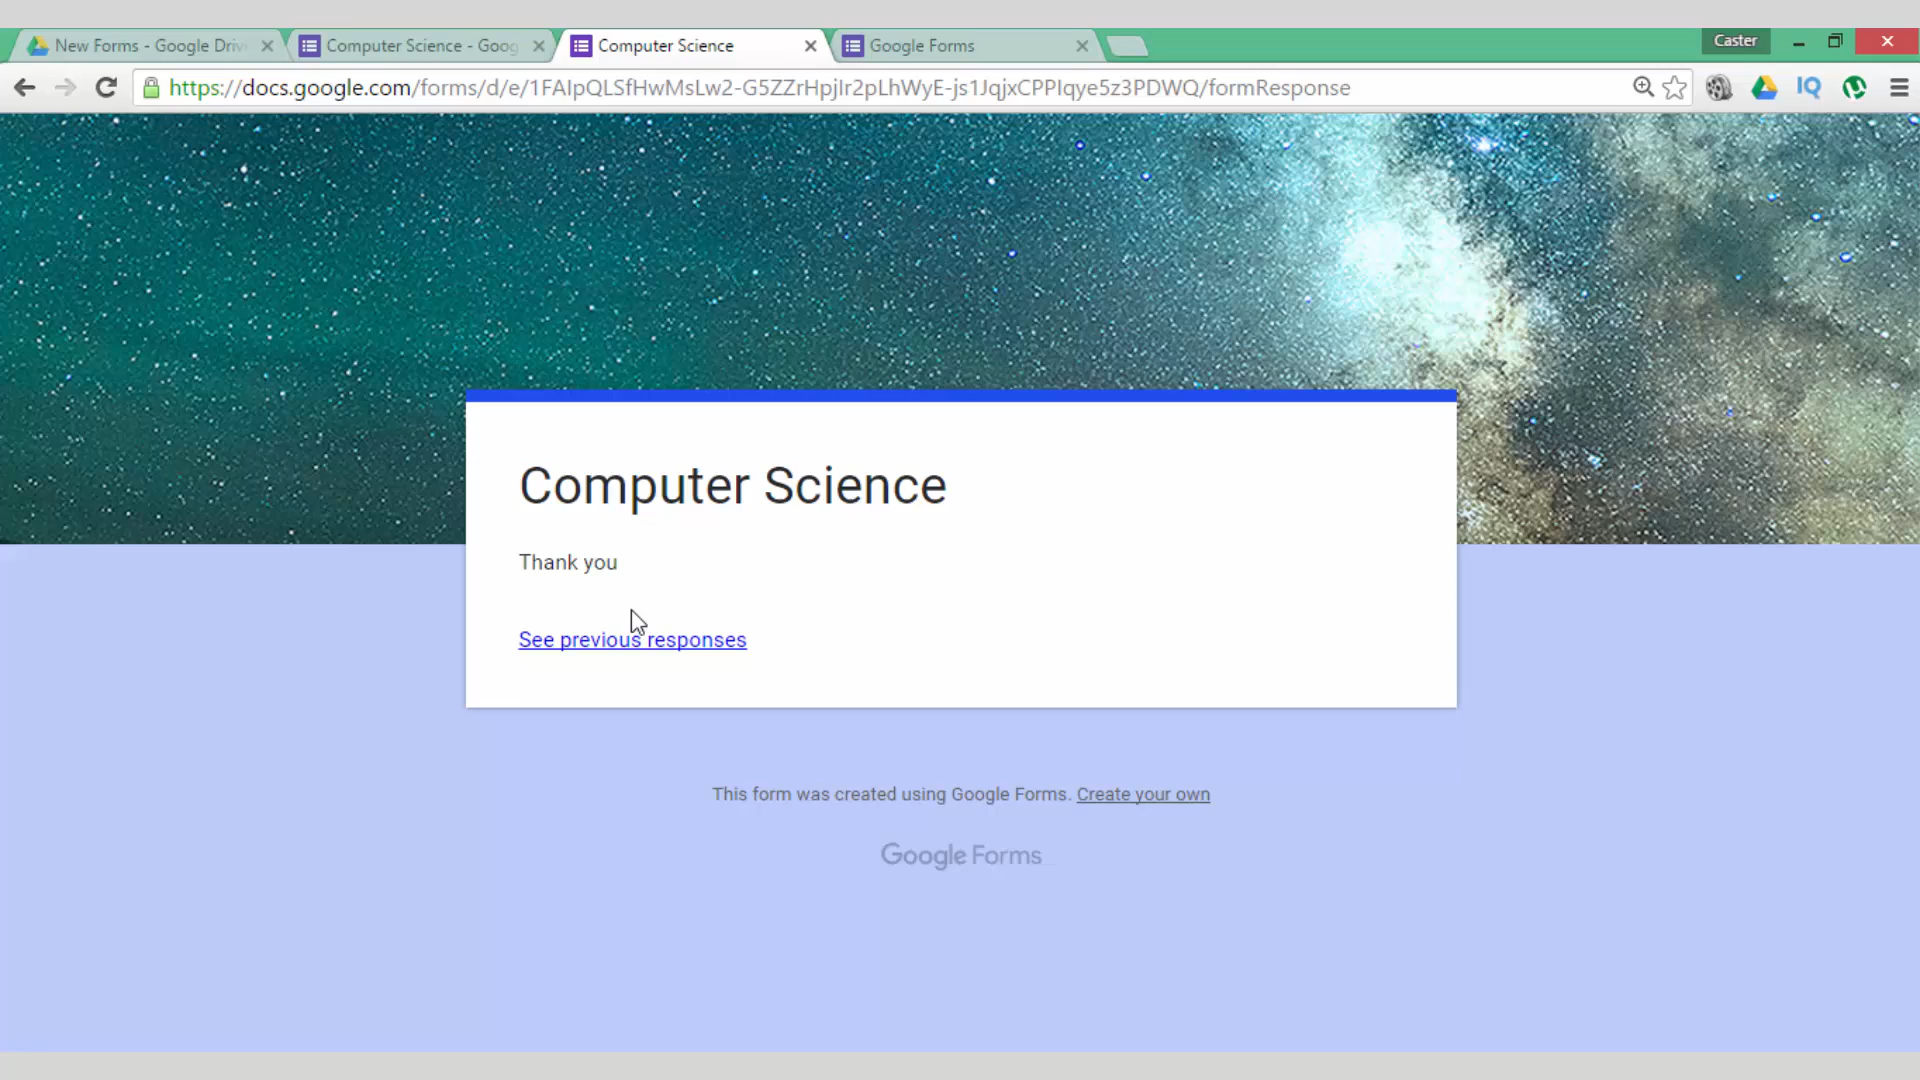 New Forms - Google Driv
Computer Science - Goog
Computer Science
Google Forms
Caster
https://docs.google.com/forms/d/e/1FAIpQLSfHwMsLw2-G5ZZrHpjIr2pLhWyE-js1JqjxCPPIqye5z3PDWQ/formResponse
IQ
Computer Science
Thank you
See previous responses
This form was created using Google Forms. Create your own
Google Forms